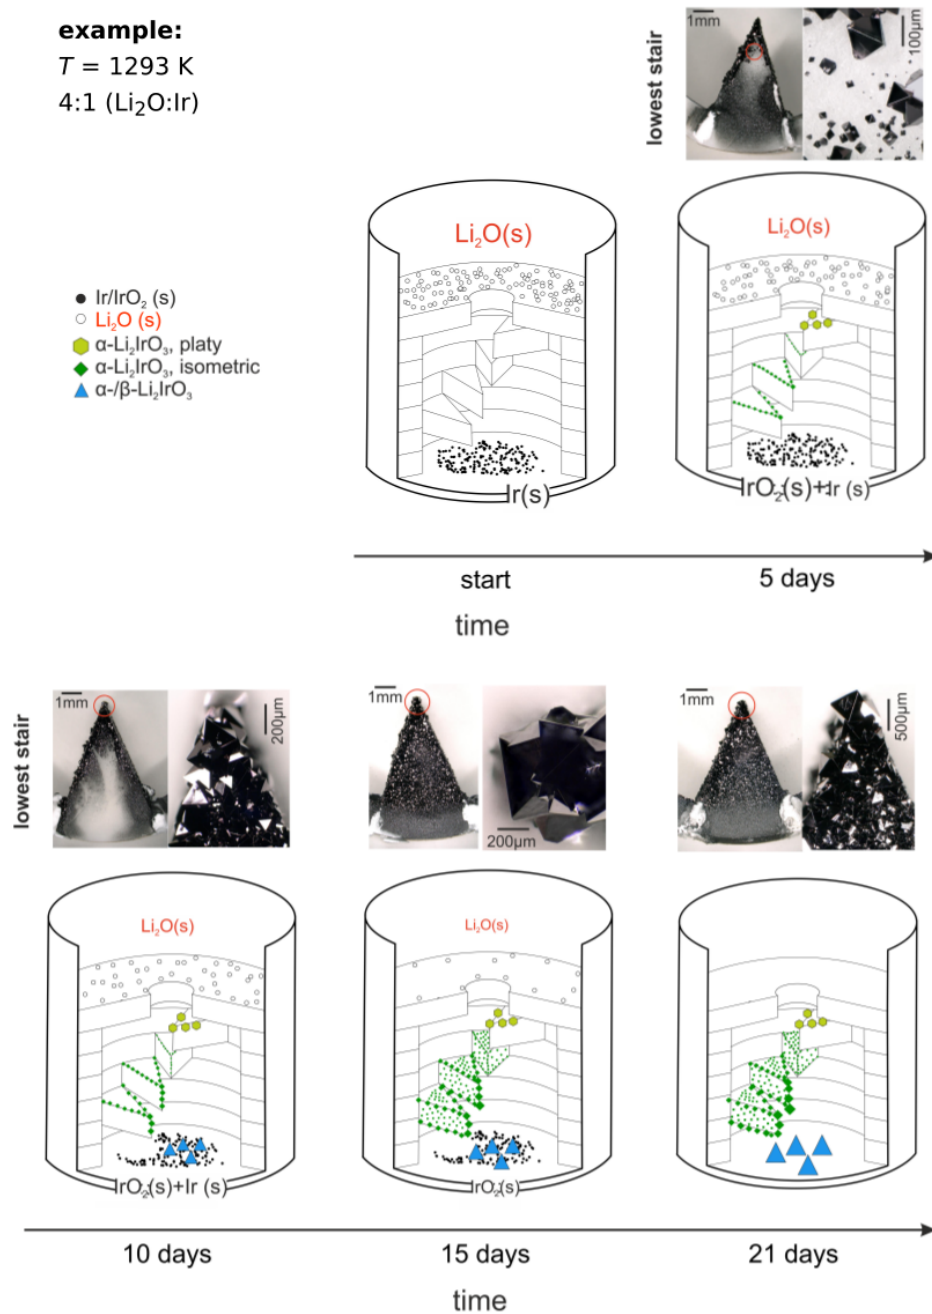 example:
T = 1293 K
4:1 (Li₂O:Ir)
lowest stair
1mm
100µm
Li₂O(s)
Li₂O(s)
Ir/IrO₂ (s)
Li₂O (s)
α-Li₂IrO₃, platy
α-Li₂IrO₃, isometric
α-/β-Li₂IrO₃
Ir(s)
IrO₂(s)+Ir (s)
start
5 days
time
lowest stair
1mm
200µm
1mm
200µm
1mm
500µm
Li₂O(s)
Li₂O(s)
IrO₂(s)+Ir (s)
IrO₂(s)
10 days
15 days
21 days
time